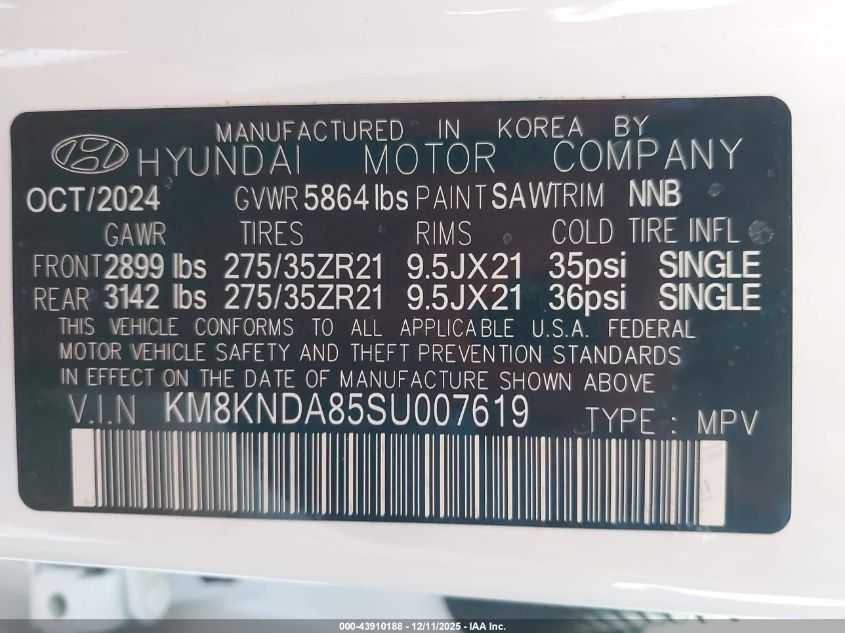 MANUFACTURED IN KOREA BY
HYUNDAI MOTOR COMPANY
OCT/2024 GVWR 5864 lbs PAINT SAW TRIM NNB
GAWR TIRES RIMS COLD TIRE INFL
FRONT 2899 lbs 275/35ZR21 9.5JX21 35psi SINGLE
REAR 3142 lbs 275/35ZR21 9.5JX21 36psi SINGLE
THIS VEHICLE CONFORMS TO ALL APPLICABLE U.S.A. FEDERAL
MOTOR VEHICLE SAFETY AND THEFT PREVENTION STANDARDS
IN EFFECT ON THE DATE OF MANUFACTURE SHOWN ABOVE
V.I.N KM8KNDA85SU007619 TYPE : MPV
000-43910188 - 12/11/2025 - IAA Inc.